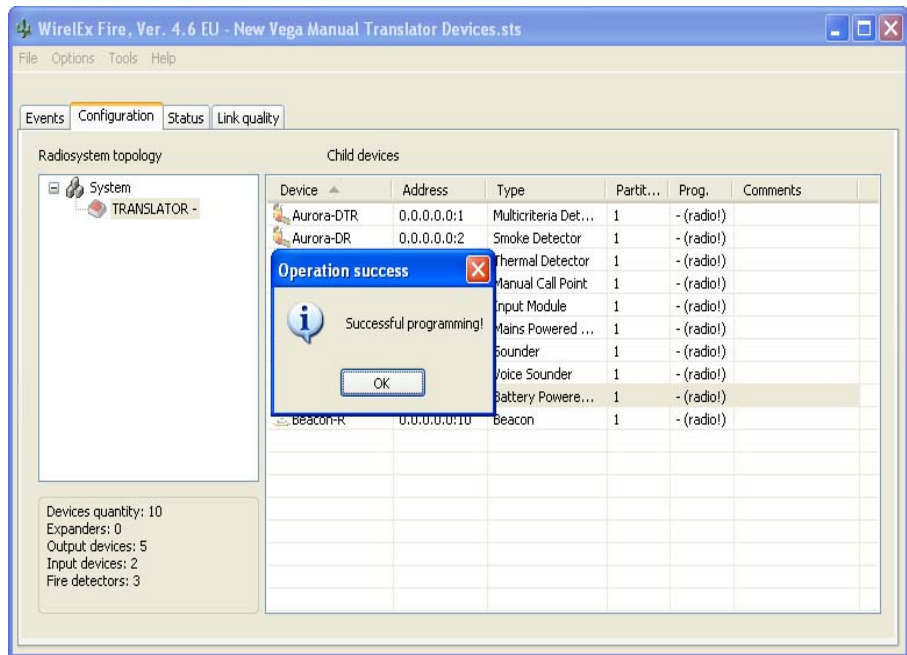 WirelEx Fire, Ver. 4.6 EU - New Vega Manual Translator Devices.sts
File Options Tools Help
Events Configuration Status Link quality
Radiosystem topology Child devices
System
TRANSLATOR -
Device Address Type Partit... Prog. Comments
Aurora-DTR 0.0.0.0.0:1 Multicriteria Det... 1 - (radio!)
Aurora-DR 0.0.0.0.0:2 Smoke Detector 1 - (radio!)
Thermal Detector 1 - (radio!)
Manual Call Point 1 - (radio!)
Input Module 1 - (radio!)
Mains Powered ... 1 - (radio!)
Sounder 1 - (radio!)
Voice Sounder 1 - (radio!)
Battery Powere... 1 - (radio!)
Beacon-R 0.0.0.0.0:10 Beacon 1 - (radio!)
Operation success
Successful programming!
OK
Devices quantity: 10
Expanders: 0
Output devices: 5
Input devices: 2
Fire detectors: 3